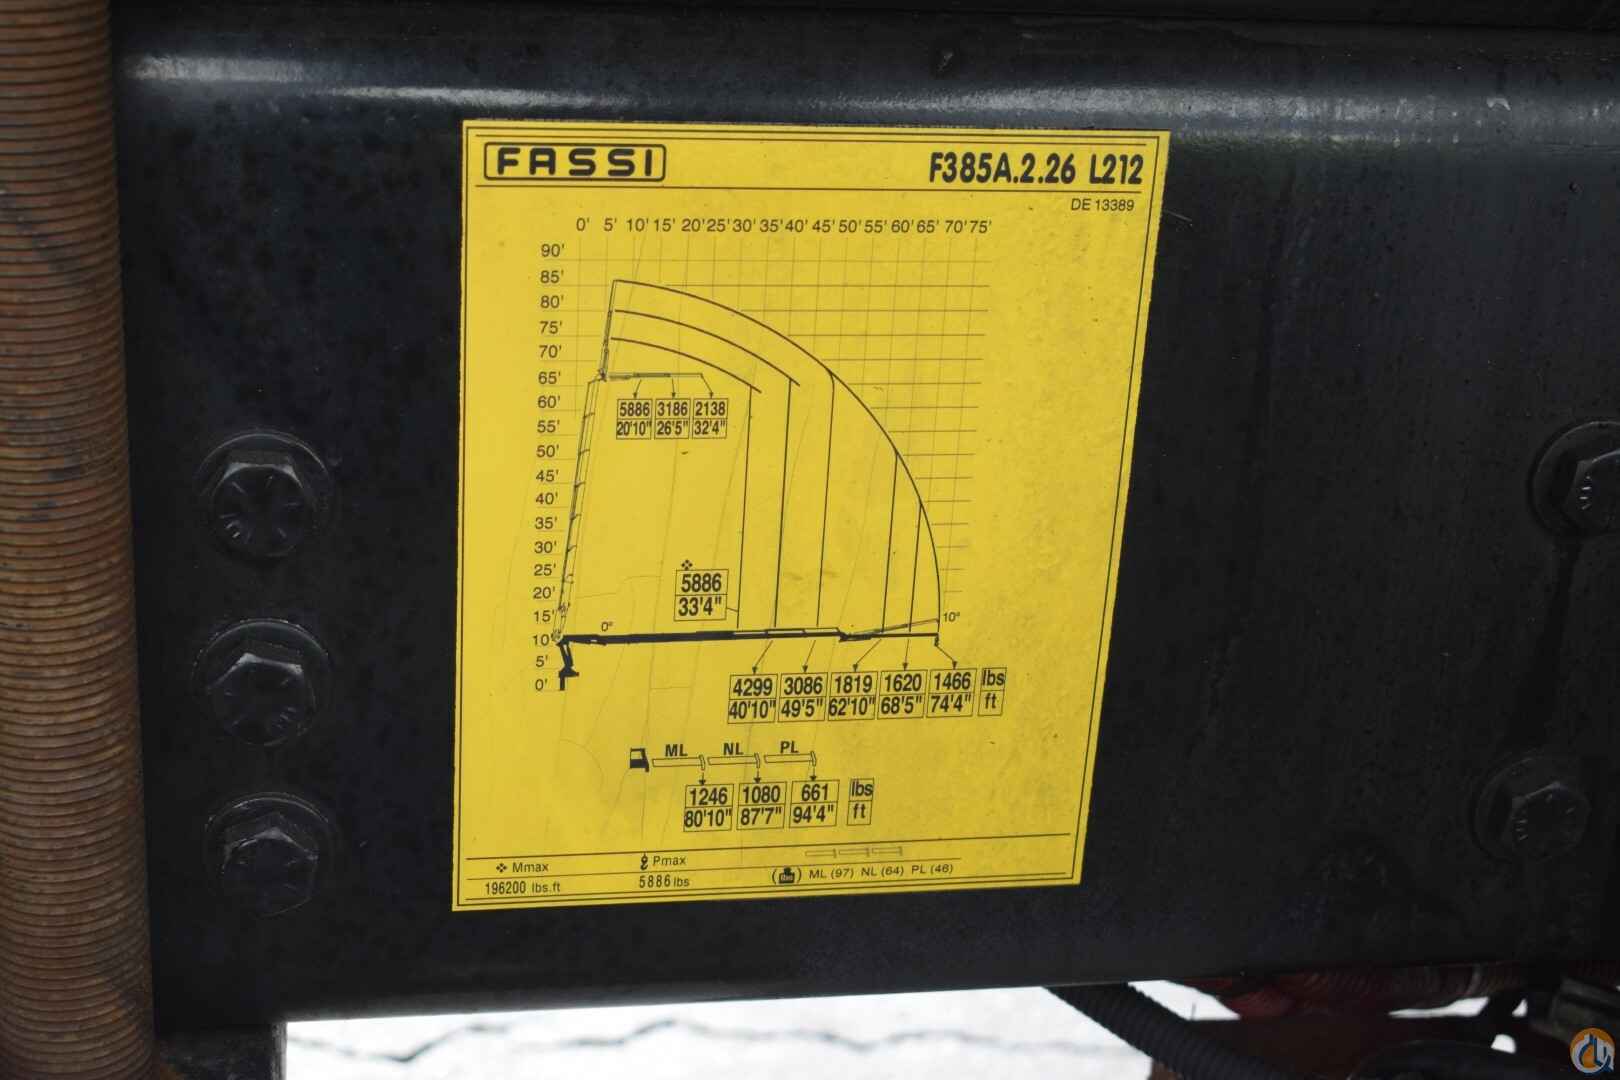 FASSI
F385A.2.26 L212
DE 13389
0' 5' 10' 15' 20' 25' 30' 35' 40' 45' 50' 55' 60' 65' 70' 75'
90'
85'
80'
75'
70'
65'
60'
55'
50'
45'
40'
35'
30'
25'
20'
15'
10'
5'
0'
5886 3186 2138
20'10" 26'5" 32'4"
5886
33'4"
0°
10°
4299 3086 1819 1620 1466 lbs
40'10" 49'5" 62'10" 68'5" 74'4" ft
ML NL PL
1246 1080 661 lbs
80'10" 87'7" 94'4" ft
Mmax
196200 lbs.ft
Pmax
5886 lbs
ML (97) NL (64) PL (46)